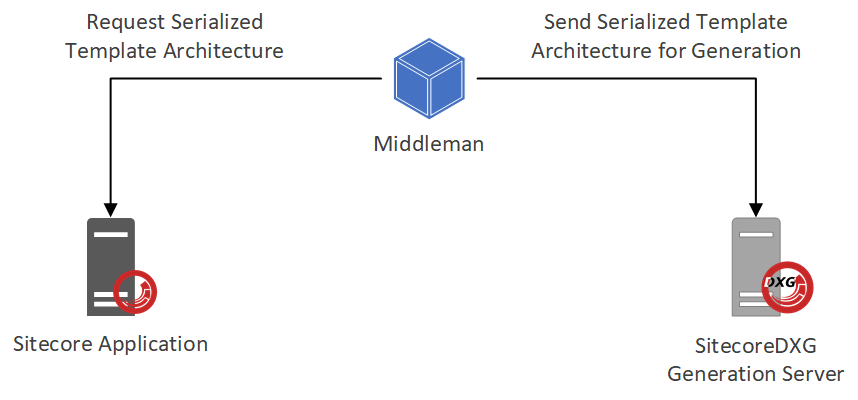 Request Serialized
Template Architecture
Send Serialized Template
Architecture for Generation
Middleman
DXG
Sitecore Application
SitecoreDXG
Generation Server